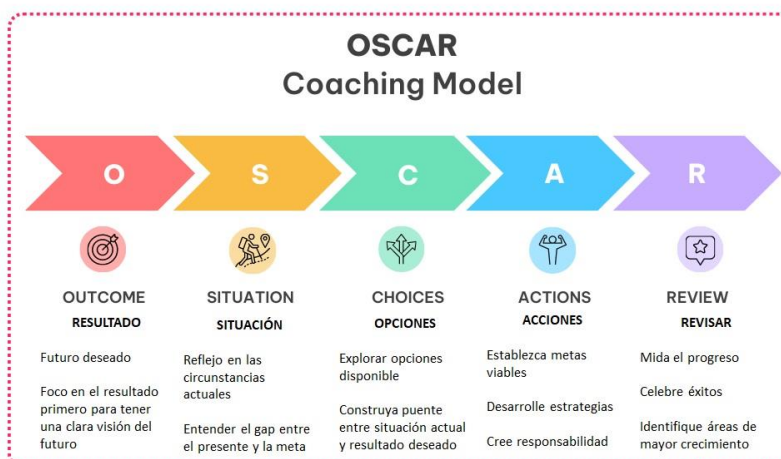 OSCAR
Coaching Model
O
S
C
A
R
OUTCOME
RESULTADO
Futuro deseado
Foco en el resultado
primero para tener
una clara visión del
futuro
SITUATION
SITUACIÓN
Reflejo en las
circunstancias
actuales
Entender el gap entre
el presente y la meta
CHOICES
OPCIONES
Explorar opciones
disponible
Construya puente
entre situación actual
y resultado deseado
ACTIONS
ACCIONES
Establezca metas
viables
Desarrolle estrategias
Cree responsabilidad
REVIEW
REVISAR
Mida el progreso
Celebre éxitos
Identifique áreas de
mayor crecimiento